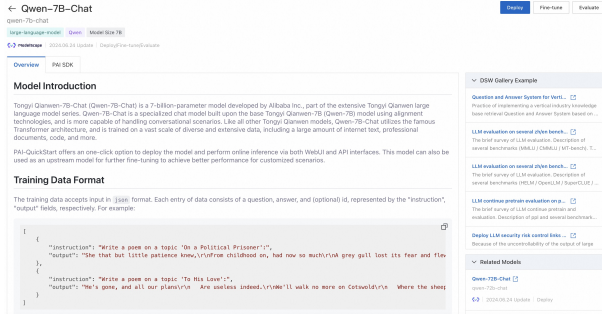 ← Qwen-7B-Chat
Deploy
Fine-tune
Evaluate
qwen-7b-chat
large-language-model
Qwen
Model Size 7B
ModelScope
2024.06.24 Update
Deploy|Fine-tune|Evaluate
Overview
PAI SDK
Model Introduction
Tongyi Qianwen-7B-Chat (Qwen-7B-Chat) is a 7-billion-parameter model developed by Alibaba Inc., part of the extensive Tongyi Qianwen large
language model series. Qwen-7B-Chat is a specialized chat model built upon the base Tongyi Qianwen-7B (Qwen-7B) model using alignment
technologies, and is more capable of handling conversational scenarios. Like all other Tongyi Qianwen models, Qwen-7B-Chat utilizes the famous
Transformer architecture, and is trained on a vast scale of diverse and extensive data, including a large amount of internet text, professional
documents, code, and more.
PAI-QuickStart offers an one-click option to deploy the model and perform online inference via both WebUI and API interfaces. This model can also be
used as an upstream model for further fine-tuning to achieve better performance for customized scenarios.
Training Data Format
The training data accepts input in json format. Each entry of data consists of a question, answer, and (optional) id, represented by the "instruction",
"output" fields, respectively. For example:
[
{
"instruction": "Write a poem on a topic 'On a Political Prisoner':",
"output": "She that but little patience knew,\r\nFrom childhood on, had now so much\r\nA grey gull lost its fear and flew
},
{
"instruction": "Write a poem on a topic 'To His Love':",
"output": "He's gone, and all our plans\r\n Are useless indeed.\r\nWe'll walk no more on Cotswold\r\n Where the sheep
}
]
DSW Gallery Example
Question and Answer System for Verti...
Practice of implementing a vertical industry knowledge
base retrieval Question and Answer System based on ...
LLM evaluation on several zh/en bench...
The brief survey of LLM evaluation. Description of
several benchmarks (MMLU / CMMLU / MT-bench). T...
LLM evaluation on several zh/en bench...
The brief survey of LLM evaluation. Description of
several benchmarks (HELM / OpenLLM / SuperCLUE / ...
LLM continue pretrain evaluation on p...
The brief survey of LLM continue pretrain and
evaluation. Description of ppl and several benchmark...
Deploy LLM security risk control links ...
Because of the uncontrollability of the output of large
Related Models
Qwen-72B-Chat
qwen-72b-chat
2024.06.24 Update
Deploy